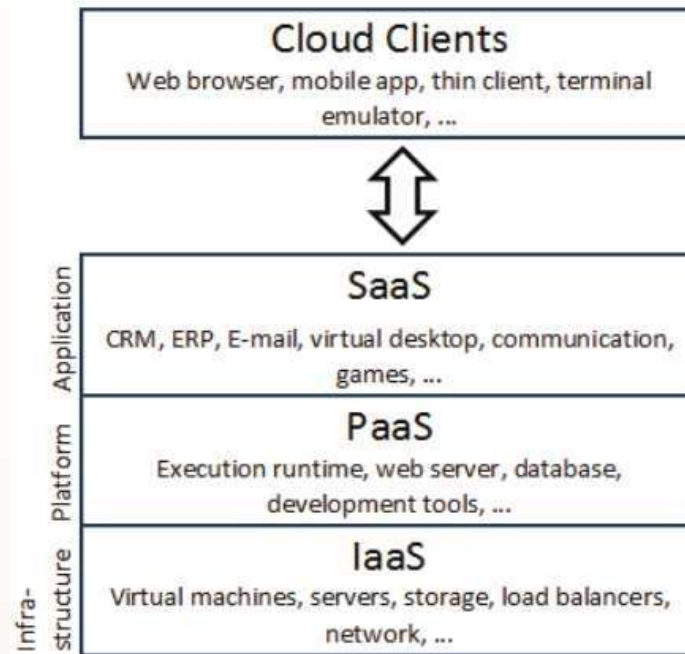 Cloud Clients
Web browser, mobile app, thin client, terminal
emulator, ...
Application
SaaS
CRM, ERP, E-mail, virtual desktop, communication,
games, ...
Platform
PaaS
Execution runtime, web server, database,
development tools, ...
Infra-
structure
IaaS
Virtual machines, servers, storage, load balancers,
network, ...